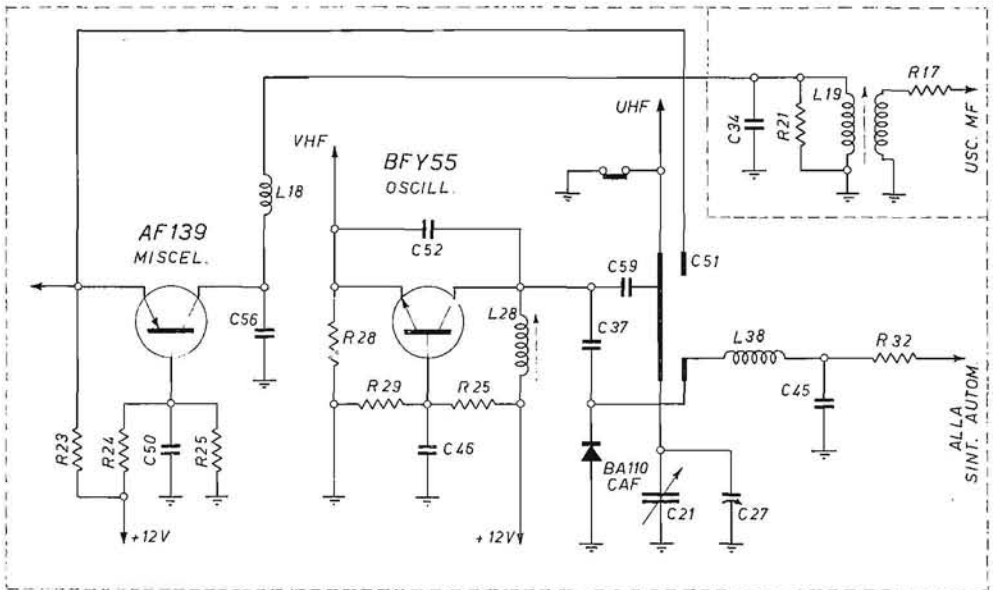 R17
L19
C34
R21
USC. MF
UHF
VHF
BFY55
OSCILL.
L18
C52
AF139
MISCEL.
C51
C59
C56
R28
L28
C37
L38
R32
R29
R25
C45
ALLA
SINT. AUTOM.
R23
R24
C50
R25
C46
BA110
CAF
C21
C27
+12V
+12V